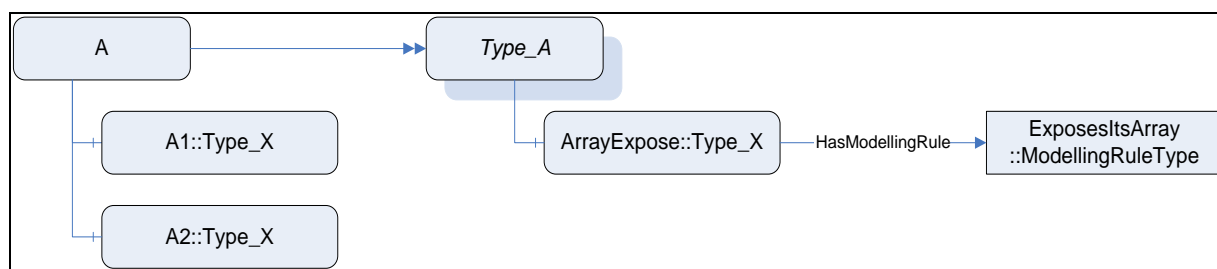 A
Type_A
A1::Type_X
ArrayExpose::Type_X
HasModellingRule
ExposesItsArray
::ModellingRuleType
A2::Type_X